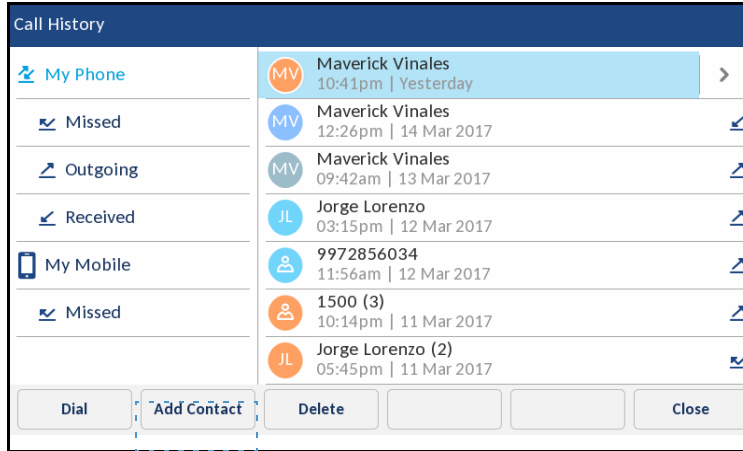 Call History
My Phone
Missed
Outgoing
Received
My Mobile
Missed
MV
Maverick Vinales
10:41pm | Yesterday
MV
Maverick Vinales
12:26pm | 14 Mar 2017
MV
Maverick Vinales
09:42am | 13 Mar 2017
JL
Jorge Lorenzo
03:15pm | 12 Mar 2017
9972856034
11:56am | 12 Mar 2017
1500 (3)
10:14pm | 11 Mar 2017
JL
Jorge Lorenzo (2)
05:45pm | 11 Mar 2017
Dial
Add Contact
Delete
Close